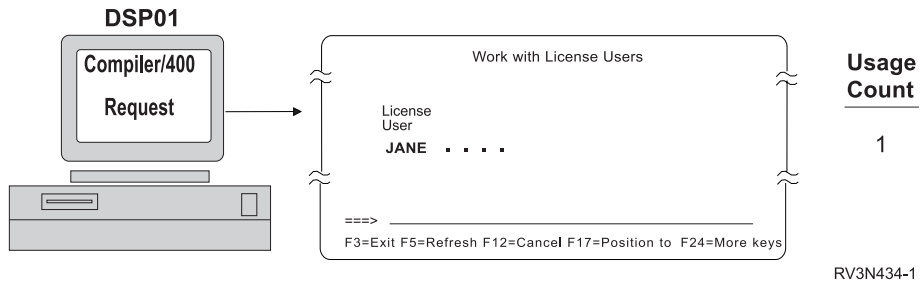 DSP01
Compiler/400
Request
Work with License Users
License
User
JANE . . . .
===>
F3=Exit F5=Refresh F12=Cancel F17=Position to F24=More keys
Usage
Count
1
RV3N434-1